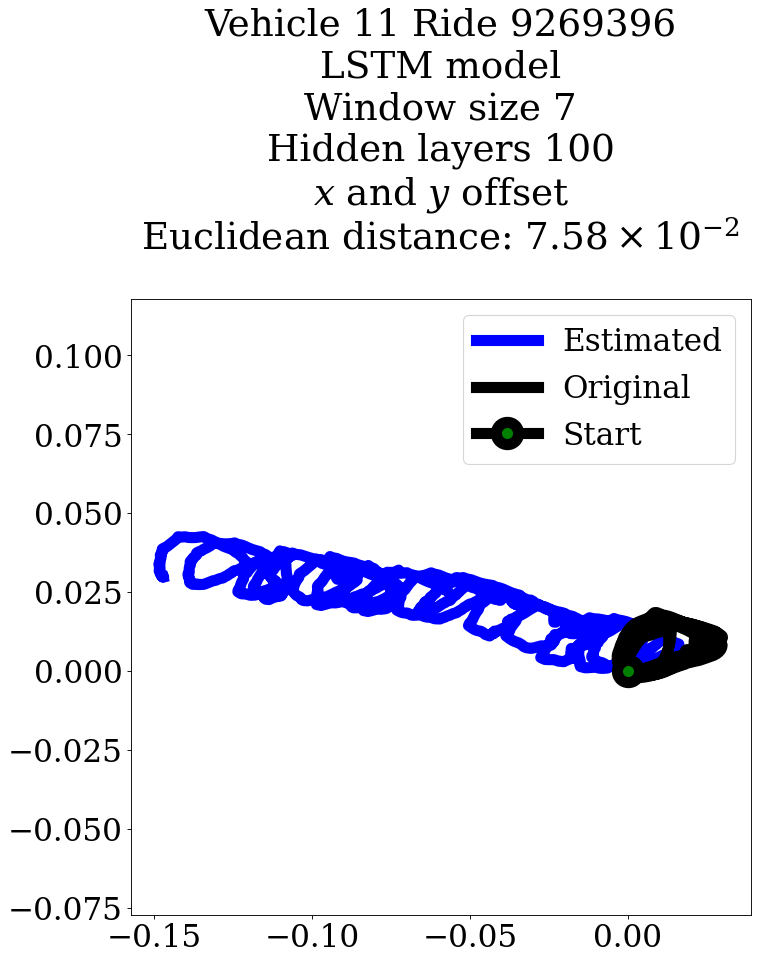 Vehicle 11 Ride 9269396
LSTM model
Window size 7
Hidden layers 100
x and y offset
Euclidean distance: 7.58 × 10⁻²
Estimated
Original
Start
0.100
0.075
0.050
0.025
0.000
−0.025
−0.050
−0.075
−0.15 −0.10 −0.05 0.00